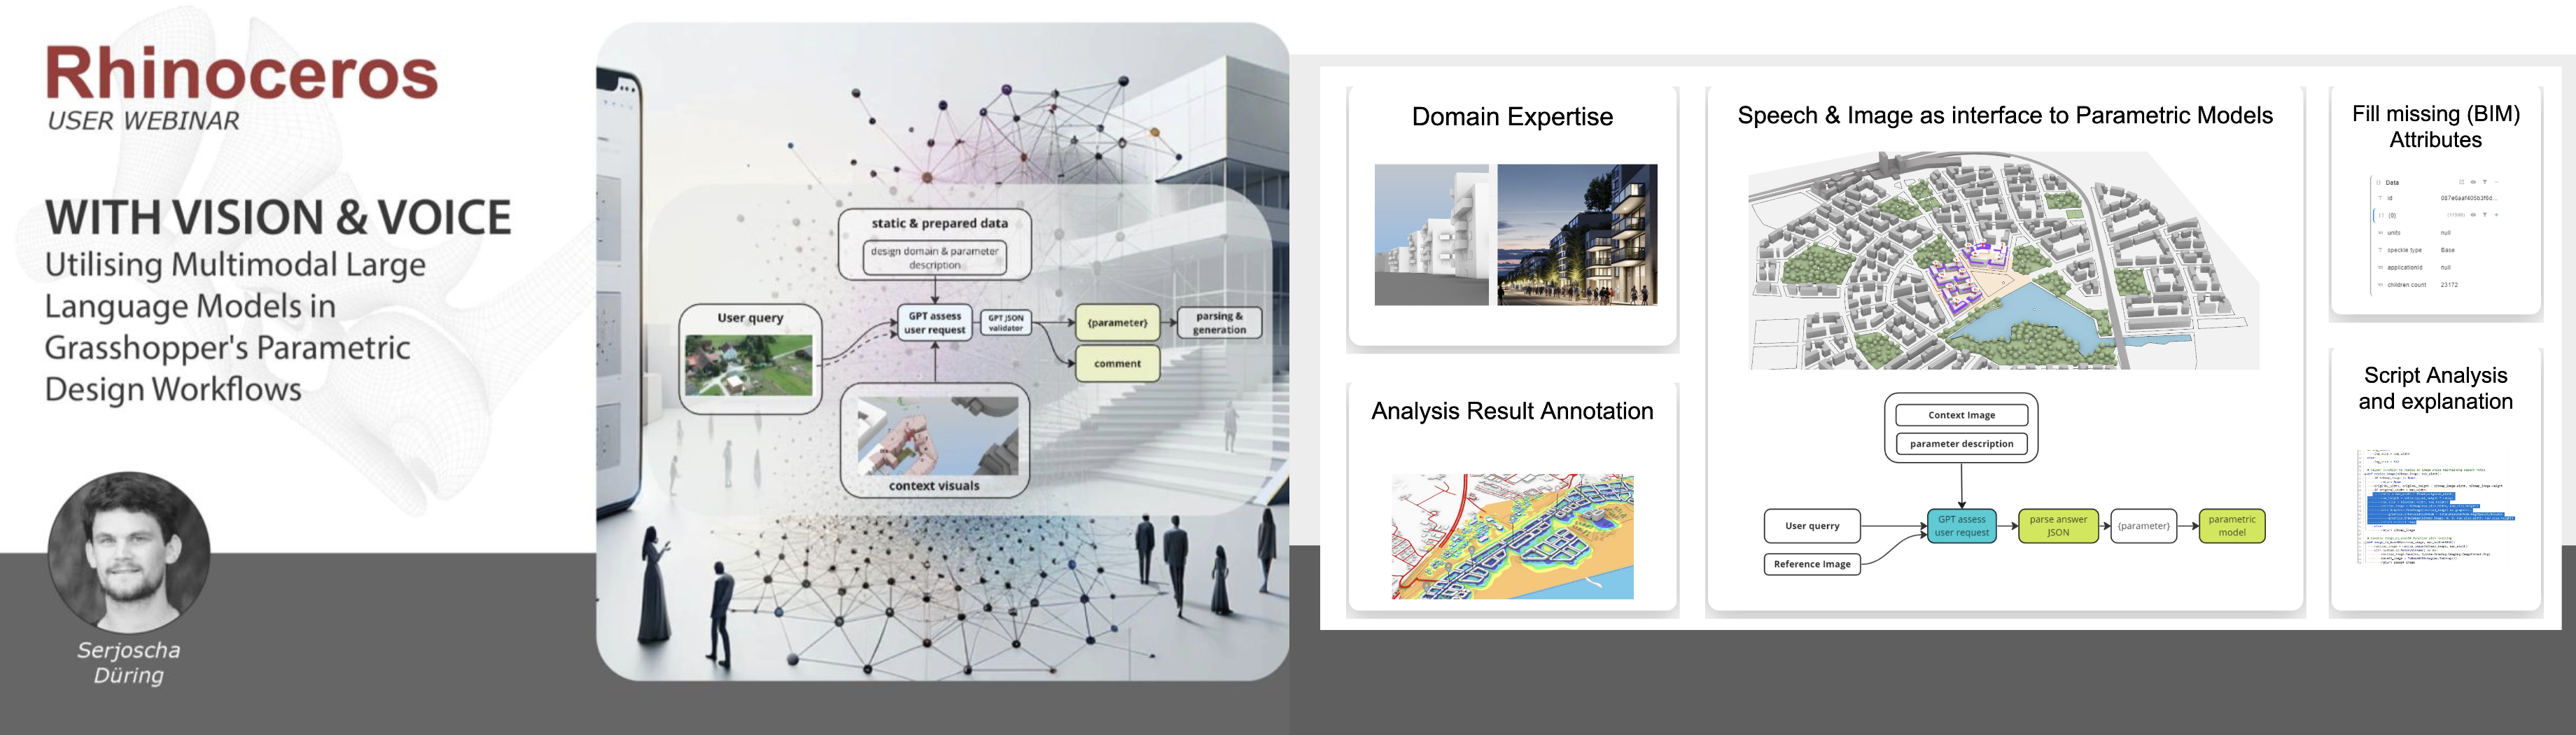 Rhinoceros
USER WEBINAR
WITH VISION & VOICE
Utilising Multimodal Large
Language Models in
Grasshopper's Parametric
Design Workflows
Serjoscha
Düring
static & prepared data
design domain & parameter
description
User query
GPT assess
user request
GPT JSON
validator
{parameter}
comment
parsing &
generation
context visuals
Domain Expertise
Analysis Result Annotation
Speech & Image as interface to Parametric Models
Context Image
parameter description
User querry
Reference Image
GPT assess
user request
parse answer
JSON
{parameter}
parametric
model
Fill missing (BIM)
Attributes
Data
id
(0)
units null
speckle type Base
applicationId null
children count 23172
Script Analysis
and explanation